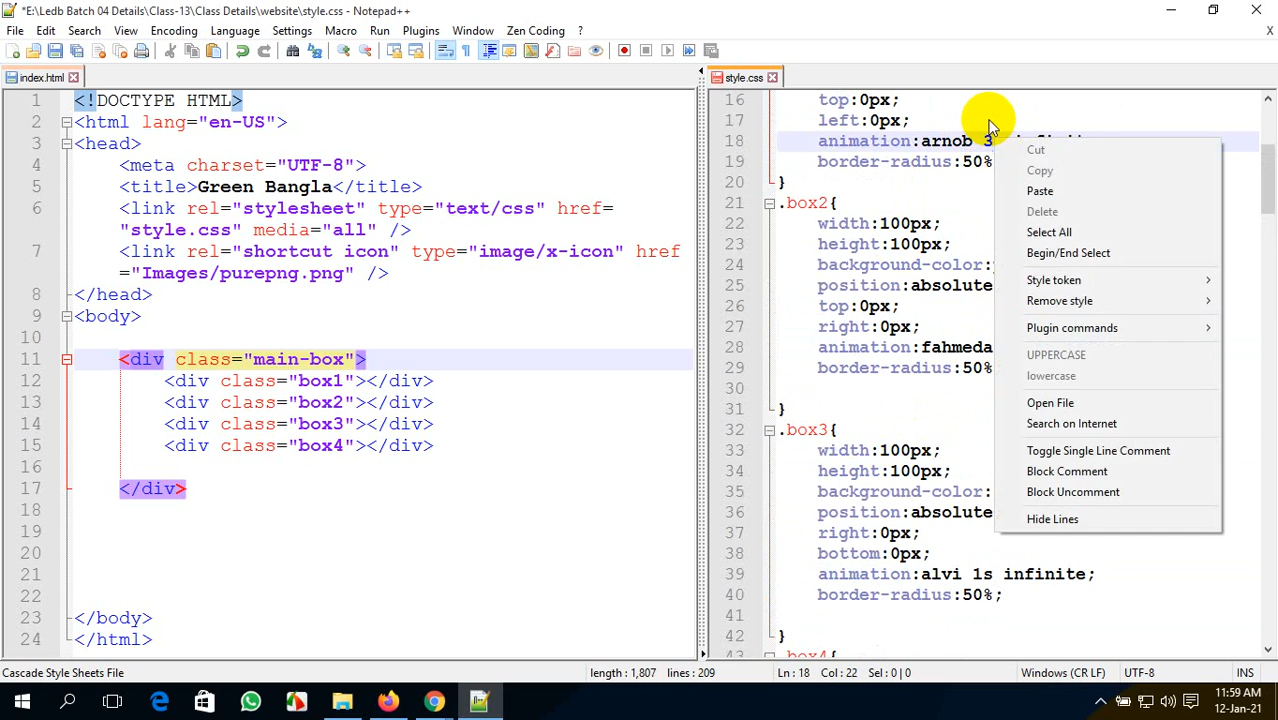 *E:\Ledb Batch 04 Details\Class-13\Class Details\website\style.css - Notepad++
File Edit Search View Encoding Language Settings Macro Run Plugins Window Zen Coding ? X
index.html
1 <!DOCTYPE HTML>
2 <html lang="en-US">
3 <head>
4 <meta charset="UTF-8">
5 <title>Green Bangla</title>
6 <link rel="stylesheet" type="text/css" href=
"style.css" media="all" />
7 <link rel="shortcut icon" type="image/x-icon" href
="Images/purepng.png" />
8 </head>
9 <body>
10
11 <div class="main-box">
12 <div class="box1"></div>
13 <div class="box2"></div>
14 <div class="box3"></div>
15 <div class="box4"></div>
16
17 </div>
18
19
20
21
22
23 </body>
24 </html>
style.css
16 top:0px;
17 left:0px;
18 animation:arnob 3
19 border-radius:50%
20 }
21 .box2{
22 width:100px;
23 height:100px;
24 background-color:
25 position:absolute
26 top:0px;
27 right:0px;
28 animation:fahmeda
29 border-radius:50%
30
31 }
32 .box3{
33 width:100px;
34 height:100px;
35 background-color:
36 position:absolute
37 right:0px;
38 bottom:0px;
39 animation:alvi 1s infinite;
40 border-radius:50%;
41
42 }
43 .box4{
Cut
Copy
Paste
Delete
Select All
Begin/End Select
Style token
Remove style
Plugin commands
UPPERCASE
lowercase
Open File
Search on Internet
Toggle Single Line Comment
Block Comment
Block Uncomment
Hide Lines
Cascade Style Sheets File length : 1,807 lines : 209 Ln : 18 Col : 22 Sel : 0 | 0 Windows (CR LF) UTF-8 INS
11:59 AM
12-Jan-21